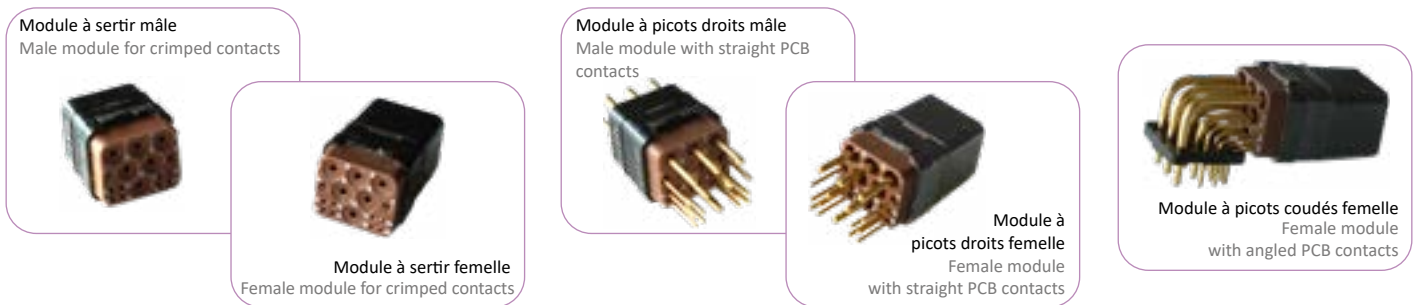 Module à sertir mâle
Male module for crimped contacts
Module à sertir femelle
Female module for crimped contacts
Module à picots droits mâle
Male module with straight PCB
contacts
Module à
picots droits femelle
Female module
with straight PCB contacts
Module à picots coudés femelle
Female module
with angled PCB contacts